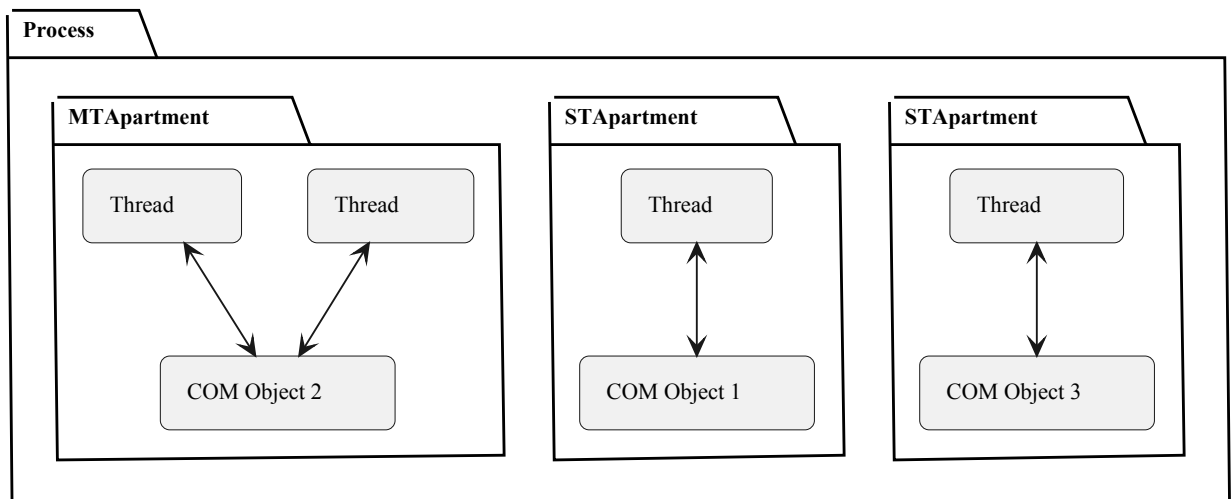 Process
MTApartment
STApartment
STApartment
Thread
Thread
Thread
Thread
COM Object 2
COM Object 1
COM Object 3